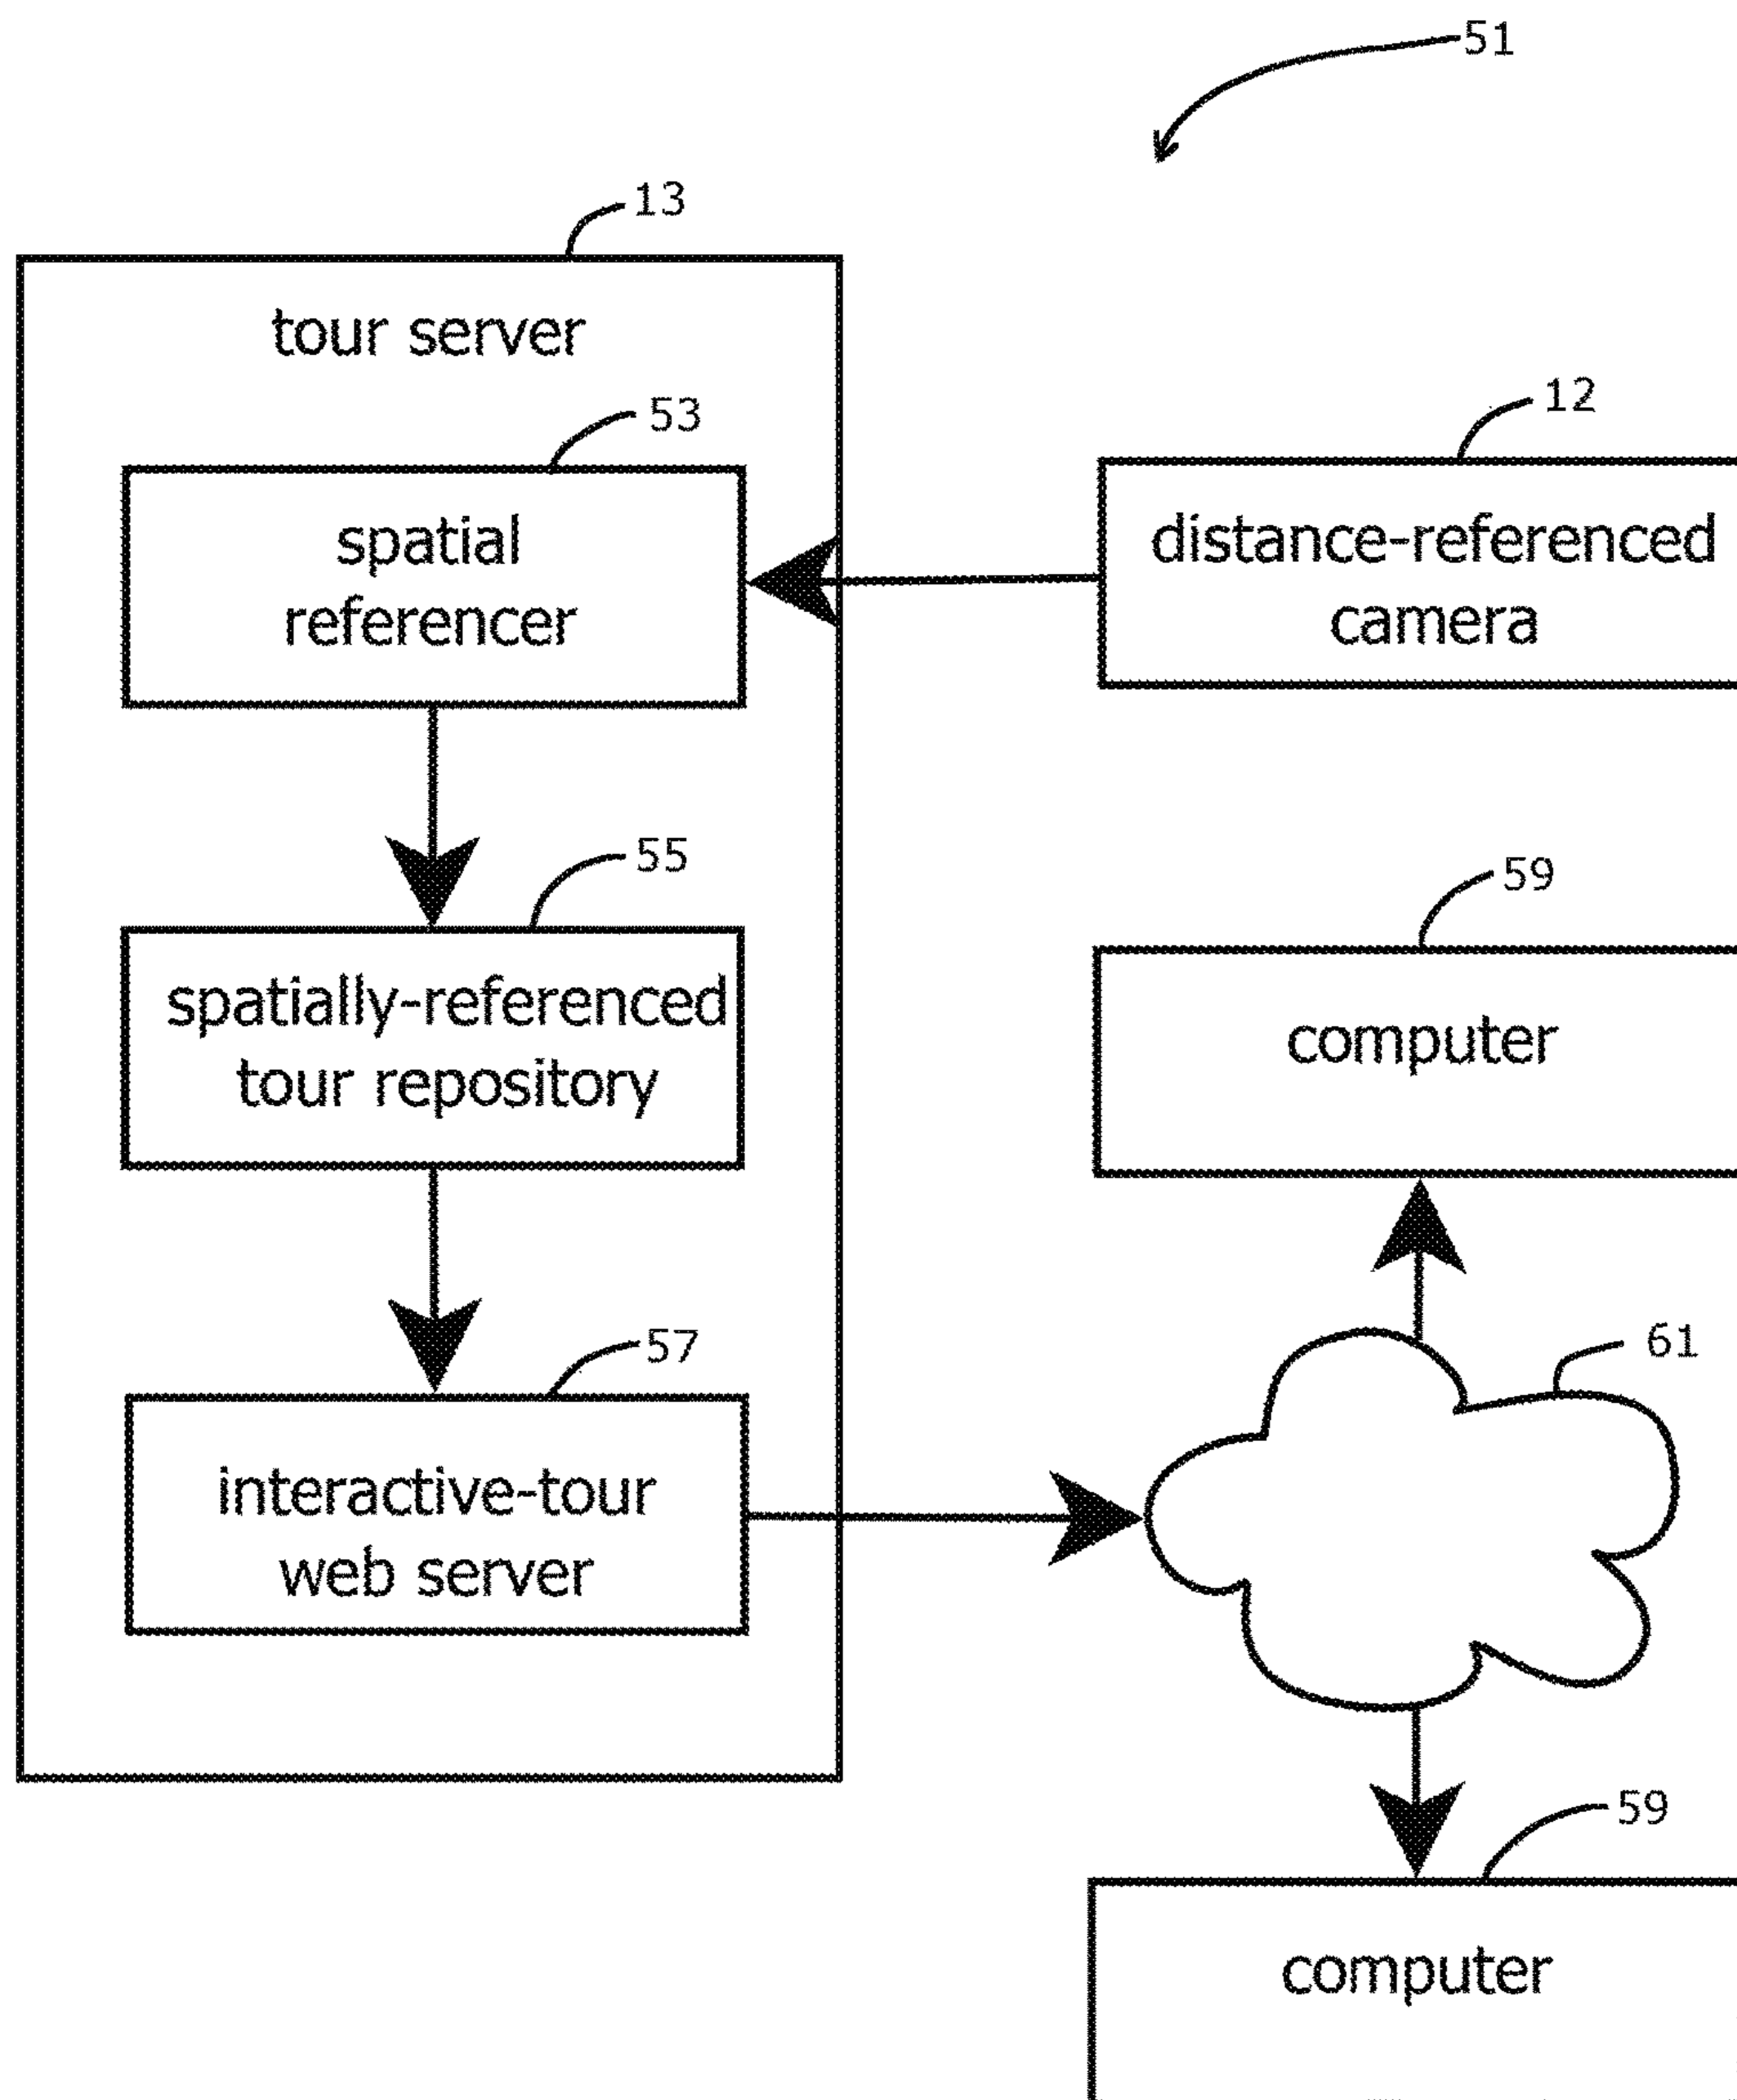 51
13
tour server
53
spatial
referencer
12
distance-referenced
camera
55
spatially-referenced
tour repository
59
computer
57
interactive-tour
web server
61
59
computer